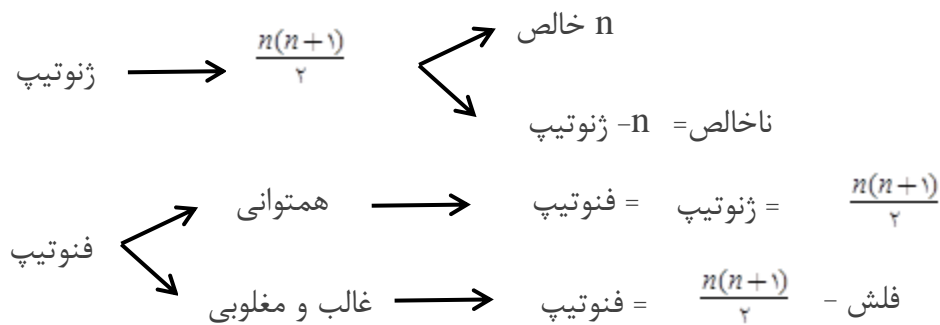 ژنوتیپ n(n+۱)/۲ n خالص
ناخالص= n- ژنوتیپ
فنوتیپ همتوانی فنوتیپ = ژنوتیپ = n(n+۱)/۲
غالب و مغلوبی فنوتیپ = n(n+۱)/۲ - فلش